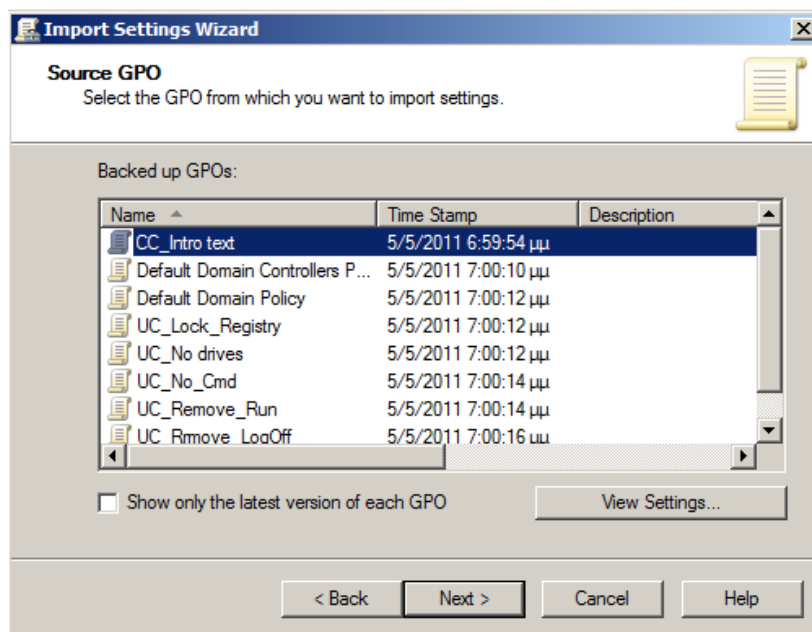 Import Settings Wizard
Source GPO
Select the GPO from which you want to import settings.
Backed up GPOs:
Name Time Stamp Description
CC_Intro text 5/5/2011 6:59:54 μμ
Default Domain Controllers P... 5/5/2011 7:00:10 μμ
Default Domain Policy 5/5/2011 7:00:12 μμ
UC_Lock_Registry 5/5/2011 7:00:12 μμ
UC_No drives 5/5/2011 7:00:12 μμ
UC_No_Cmd 5/5/2011 7:00:14 μμ
UC_Remove_Run 5/5/2011 7:00:14 μμ
UC_Rmmove_LogOff 5/5/2011 7:00:16 μμ
Show only the latest version of each GPO View Settings...
< Back Next > Cancel Help